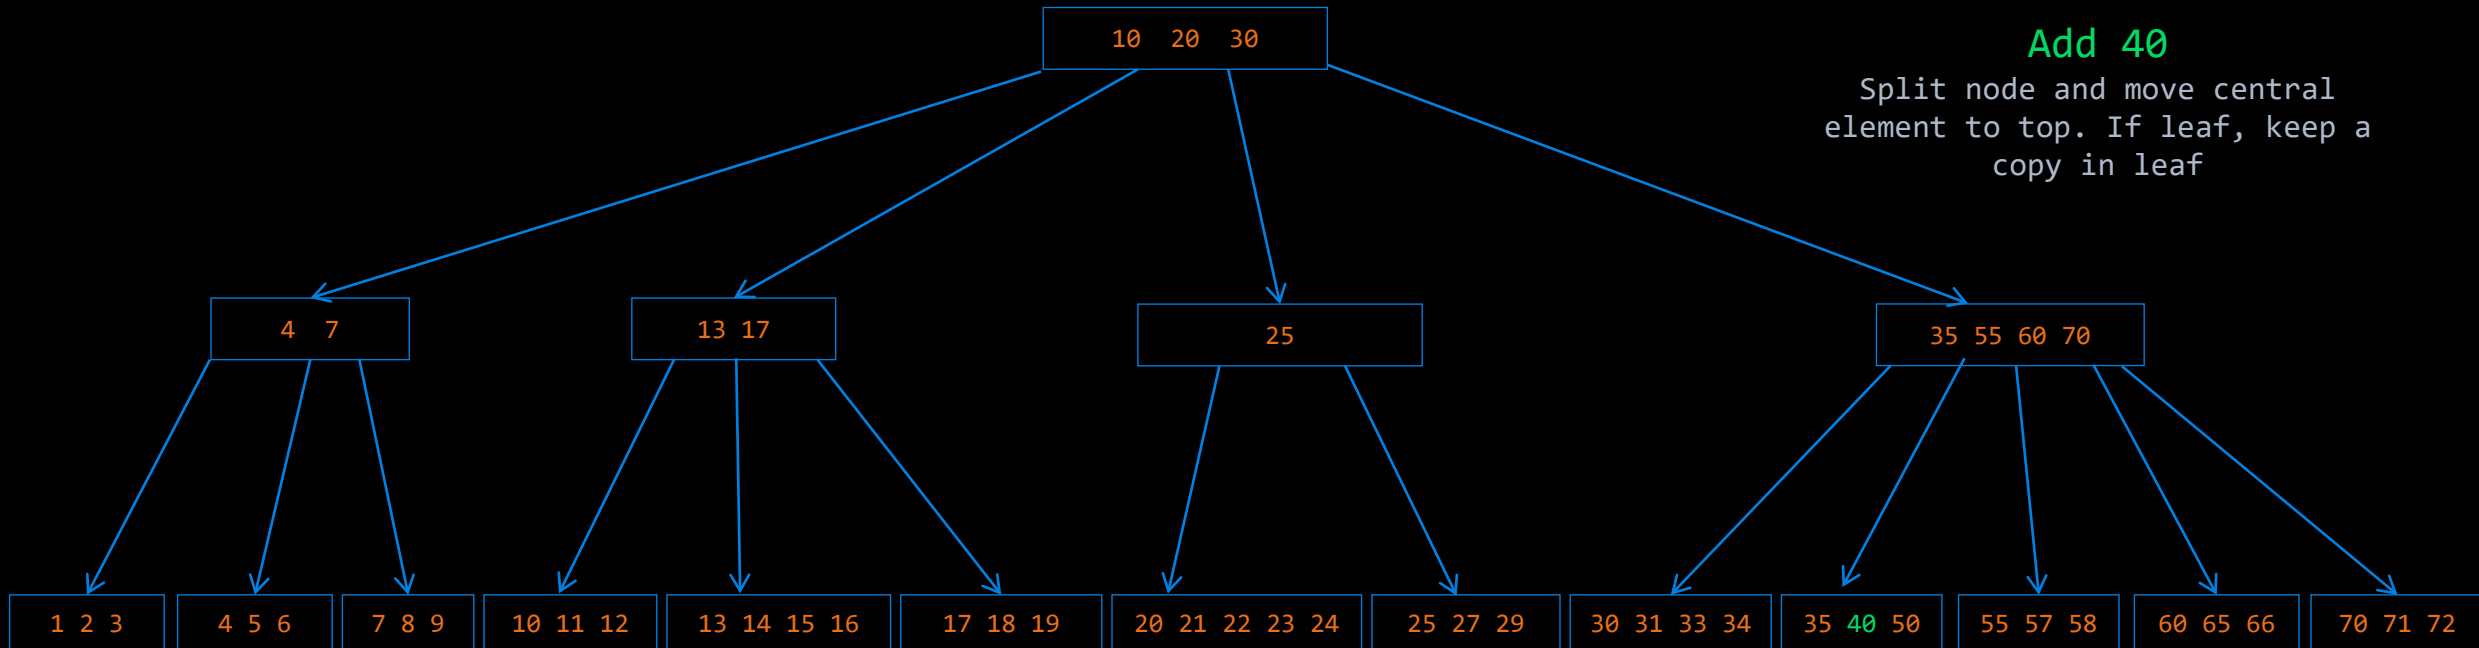 10 20 30
Add 40
Split node and move central
element to top. If leaf, keep a
copy in leaf
4 7
13 17
25
35 55 60 70
1 2 3
4 5 6
7 8 9
10 11 12
13 14 15 16
17 18 19
20 21 22 23 24
25 27 29
30 31 33 34
35 40 50
55 57 58
60 65 66
70 71 72